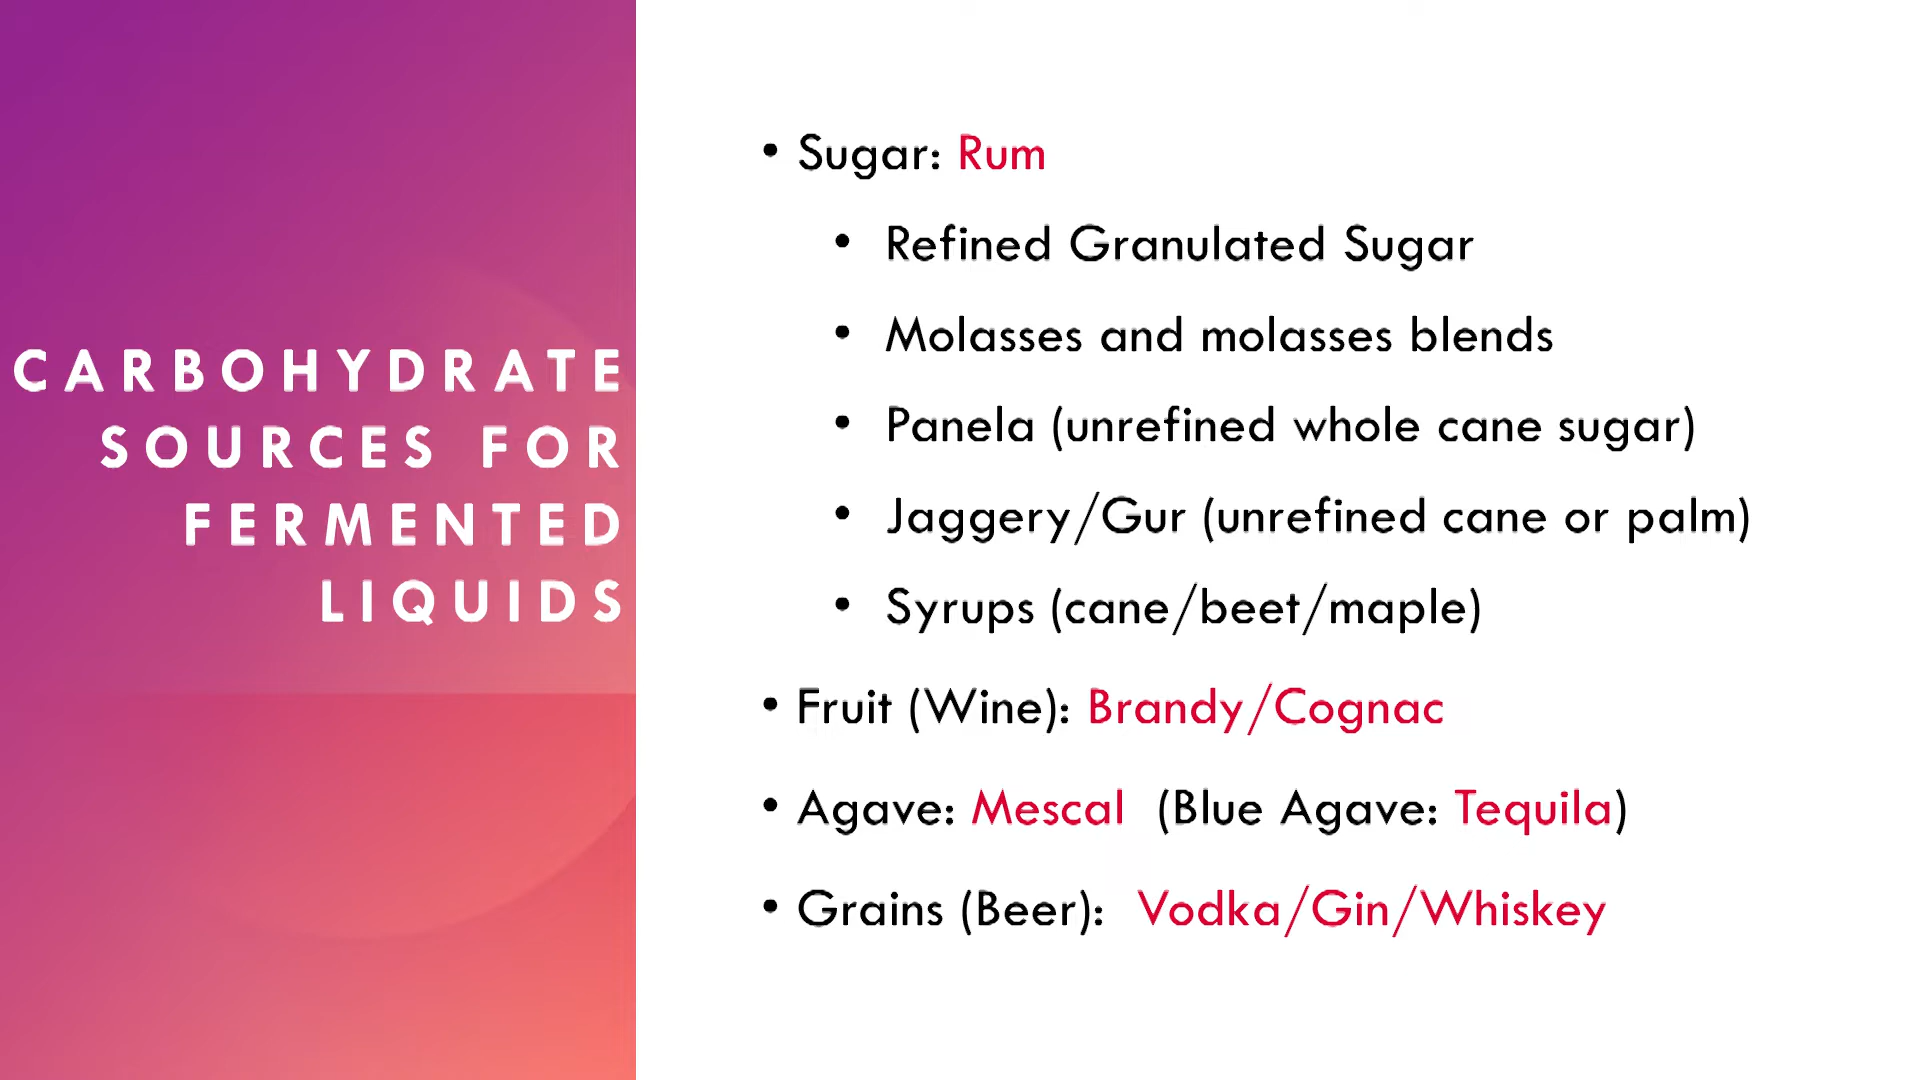 CARBOHYDRATE
SOURCES FOR
FERMENTED
LIQUIDS
• Sugar: Rum
• Refined Granulated Sugar
• Molasses and molasses blends
• Panela (unrefined whole cane sugar)
• Jaggery/Gur (unrefined cane or palm)
• Syrups (cane/beet/maple)
• Fruit (Wine): Brandy/Cognac
• Agave: Mescal (Blue Agave: Tequila)
• Grains (Beer): Vodka/Gin/Whiskey